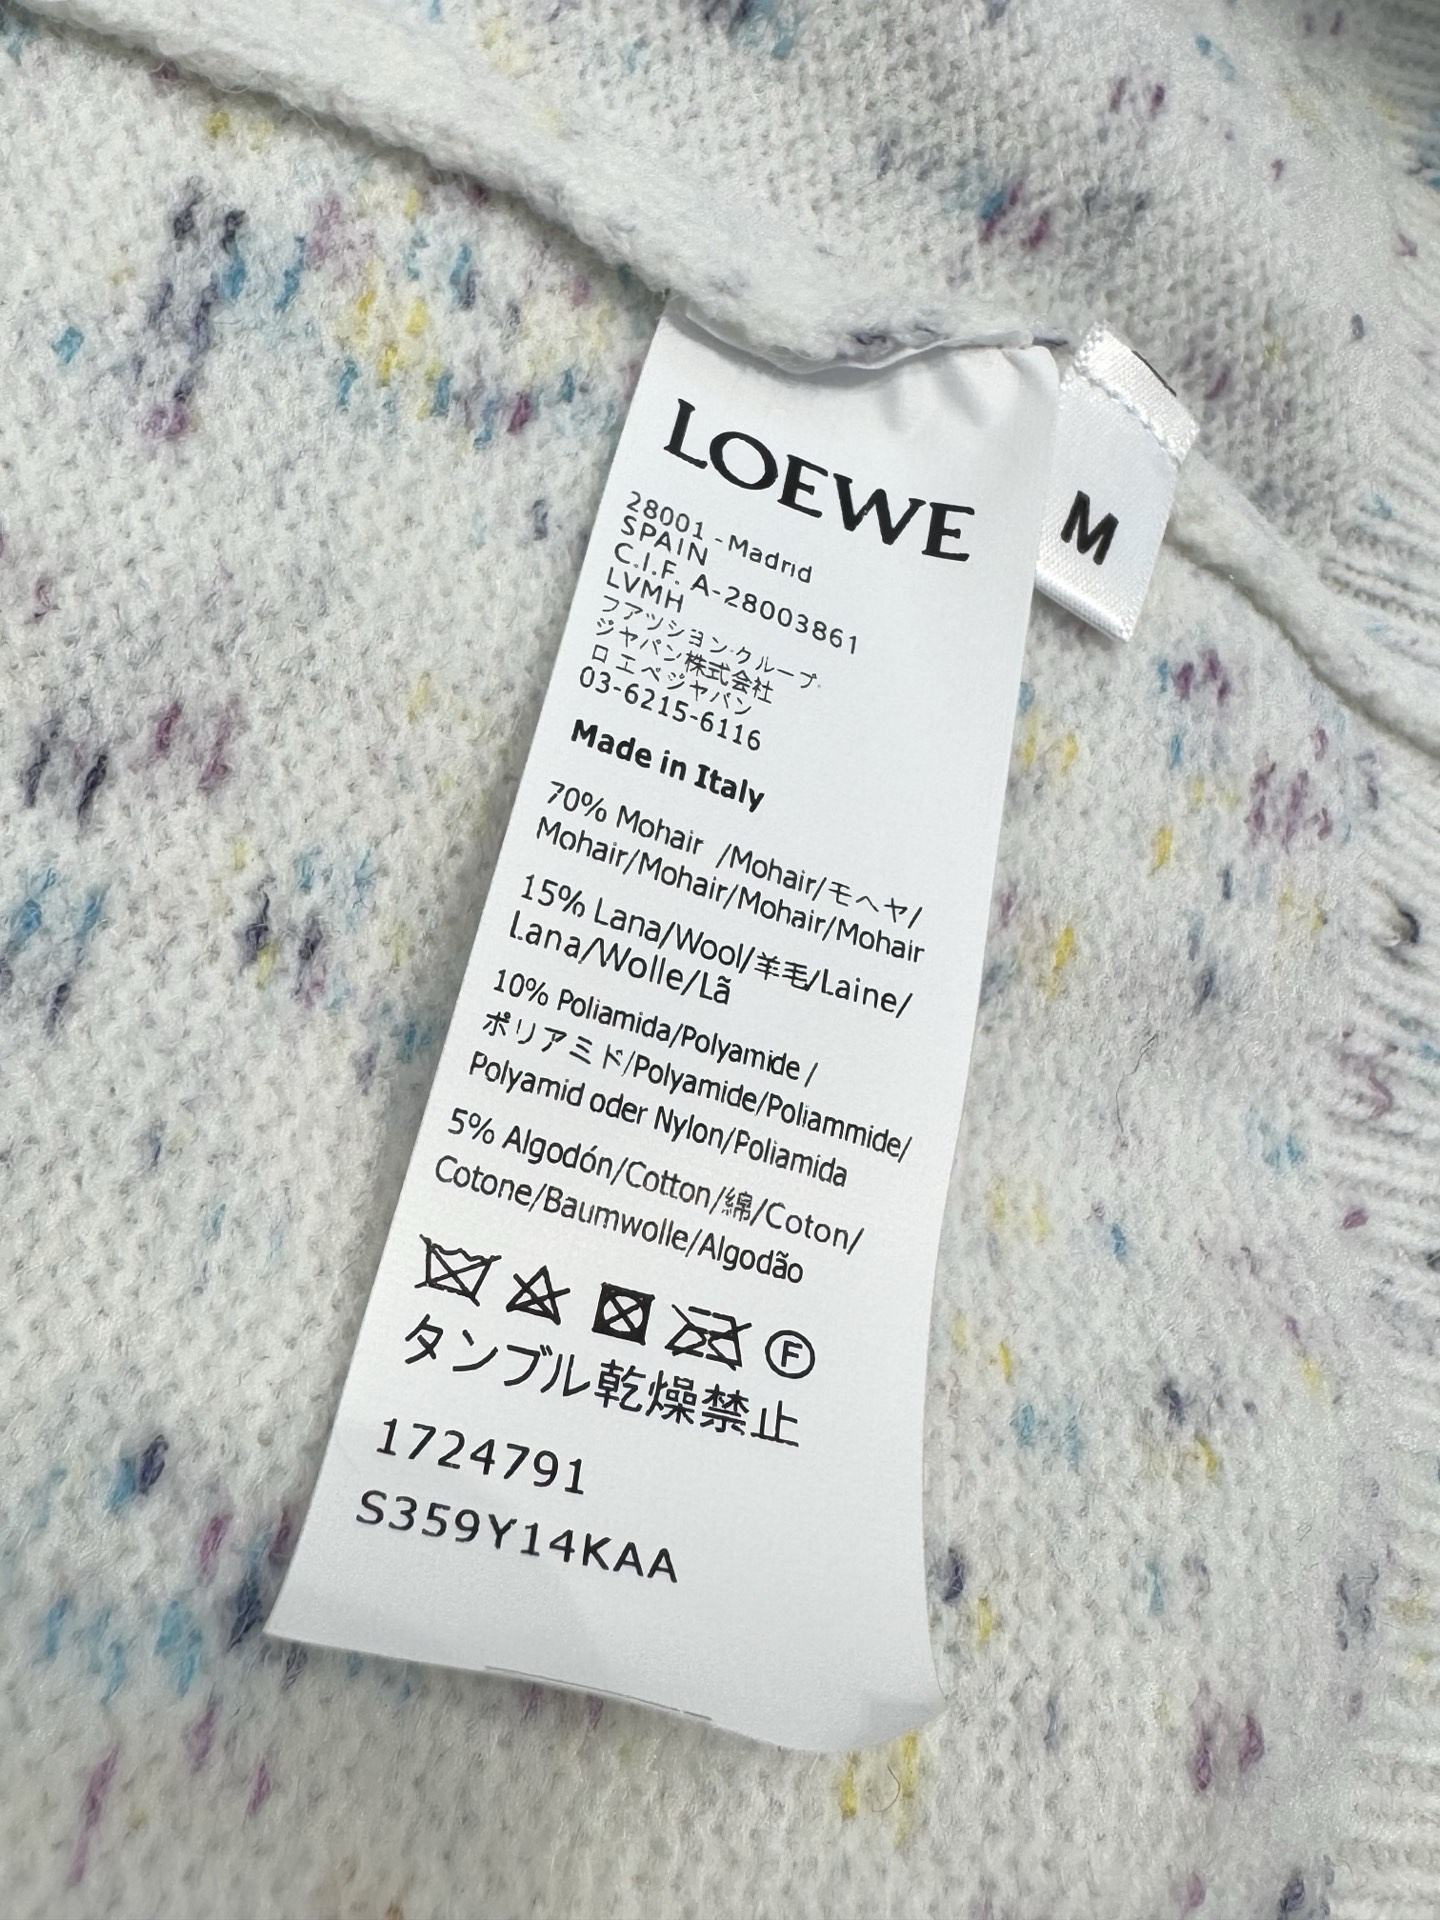 LOEWE
28001 - Madrid
SPAIN
C.I.F. A-28003861
LVMH
ファッション・グループ
ジャパン株式会社
ロエベジャパン
03-6215-6116
Made in Italy
70% Mohair /Mohair/モヘヤ/
Mohair/Mohair/Mohair/Mohair
15% Lana/Wool/羊毛/Laine/
Lana/Wolle/Lã
10% Poliamida/Polyamide/
ポリアミド/Polyamide/Poliammide/
Polyamid oder Nylon/Poliamida
5% Algodón/Cotton/綿/Coton/
Cotone/Baumwolle/Algodão
F
タンブル乾燥禁止
1724791
S359Y14KAA
M